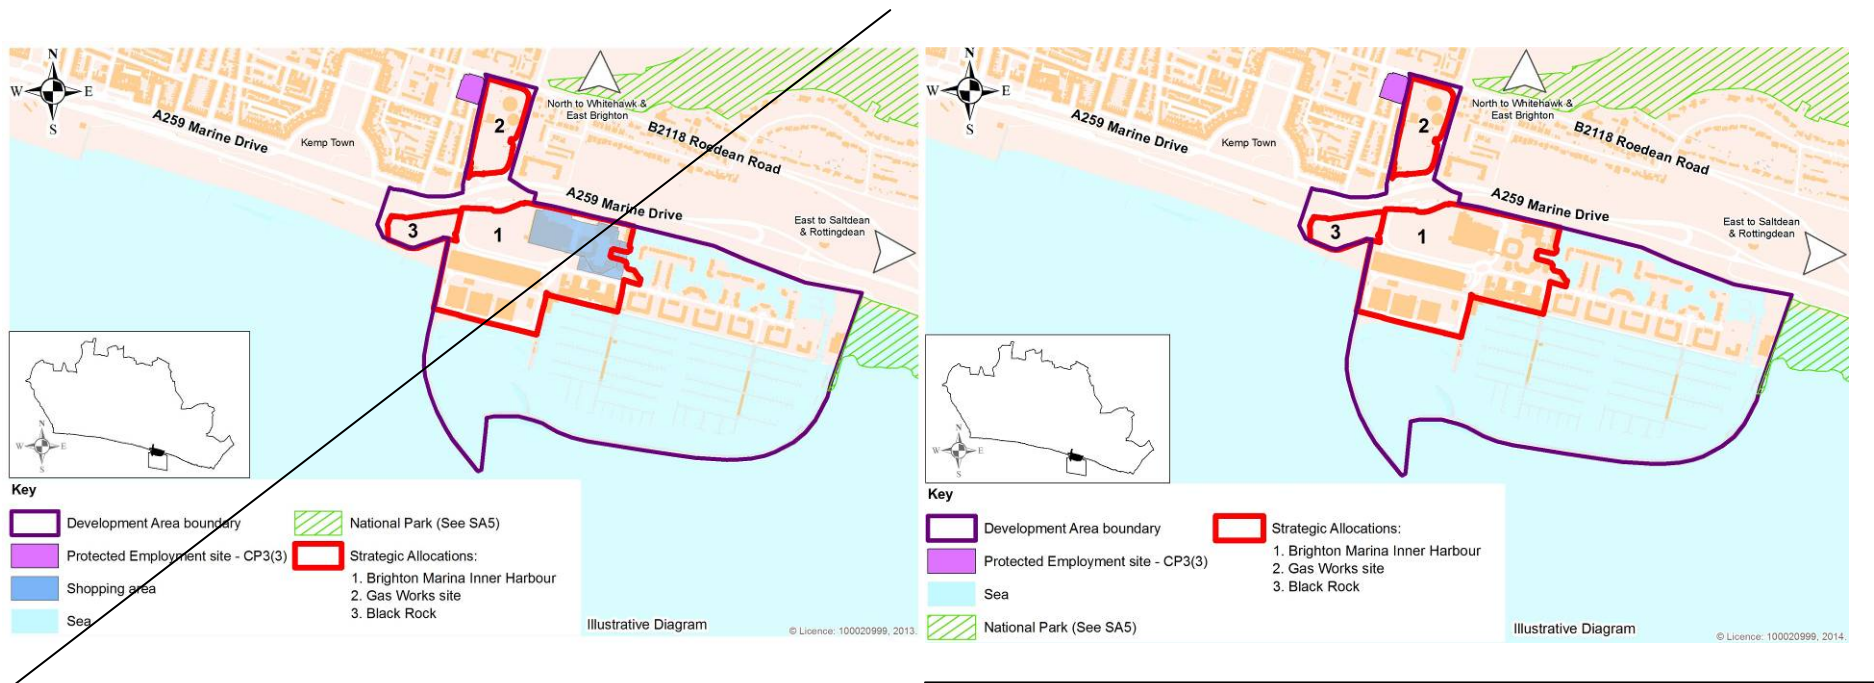 N
W E
S
A259 Marine Drive
Kemp Town
2
North to Whitehawk &
East Brighton
B2118 Roedean Road
A259 Marine Drive
East to Saltdean
& Rottingdean
3
1
N
W E
S
Key
Development Area boundary
Protected Employment site - CP3(3)
Shopping area
Sea
National Park (See SA5)
Strategic Allocations:
1. Brighton Marina Inner Harbour
2. Gas Works site
3. Black Rock
Illustrative Diagram
© Licence: 100020999, 2013.
N
W E
S
A259 Marine Drive
Kemp Town
2
North to Whitehawk &
East Brighton
B2118 Roedean Road
A259 Marine Drive
East to Saltdean
& Rottingdean
3
1
N
W E
S
Key
Development Area boundary
Protected Employment site - CP3(3)
Sea
National Park (See SA5)
Strategic Allocations:
1. Brighton Marina Inner Harbour
2. Gas Works site
3. Black Rock
Illustrative Diagram
© Licence: 100020999, 2014.